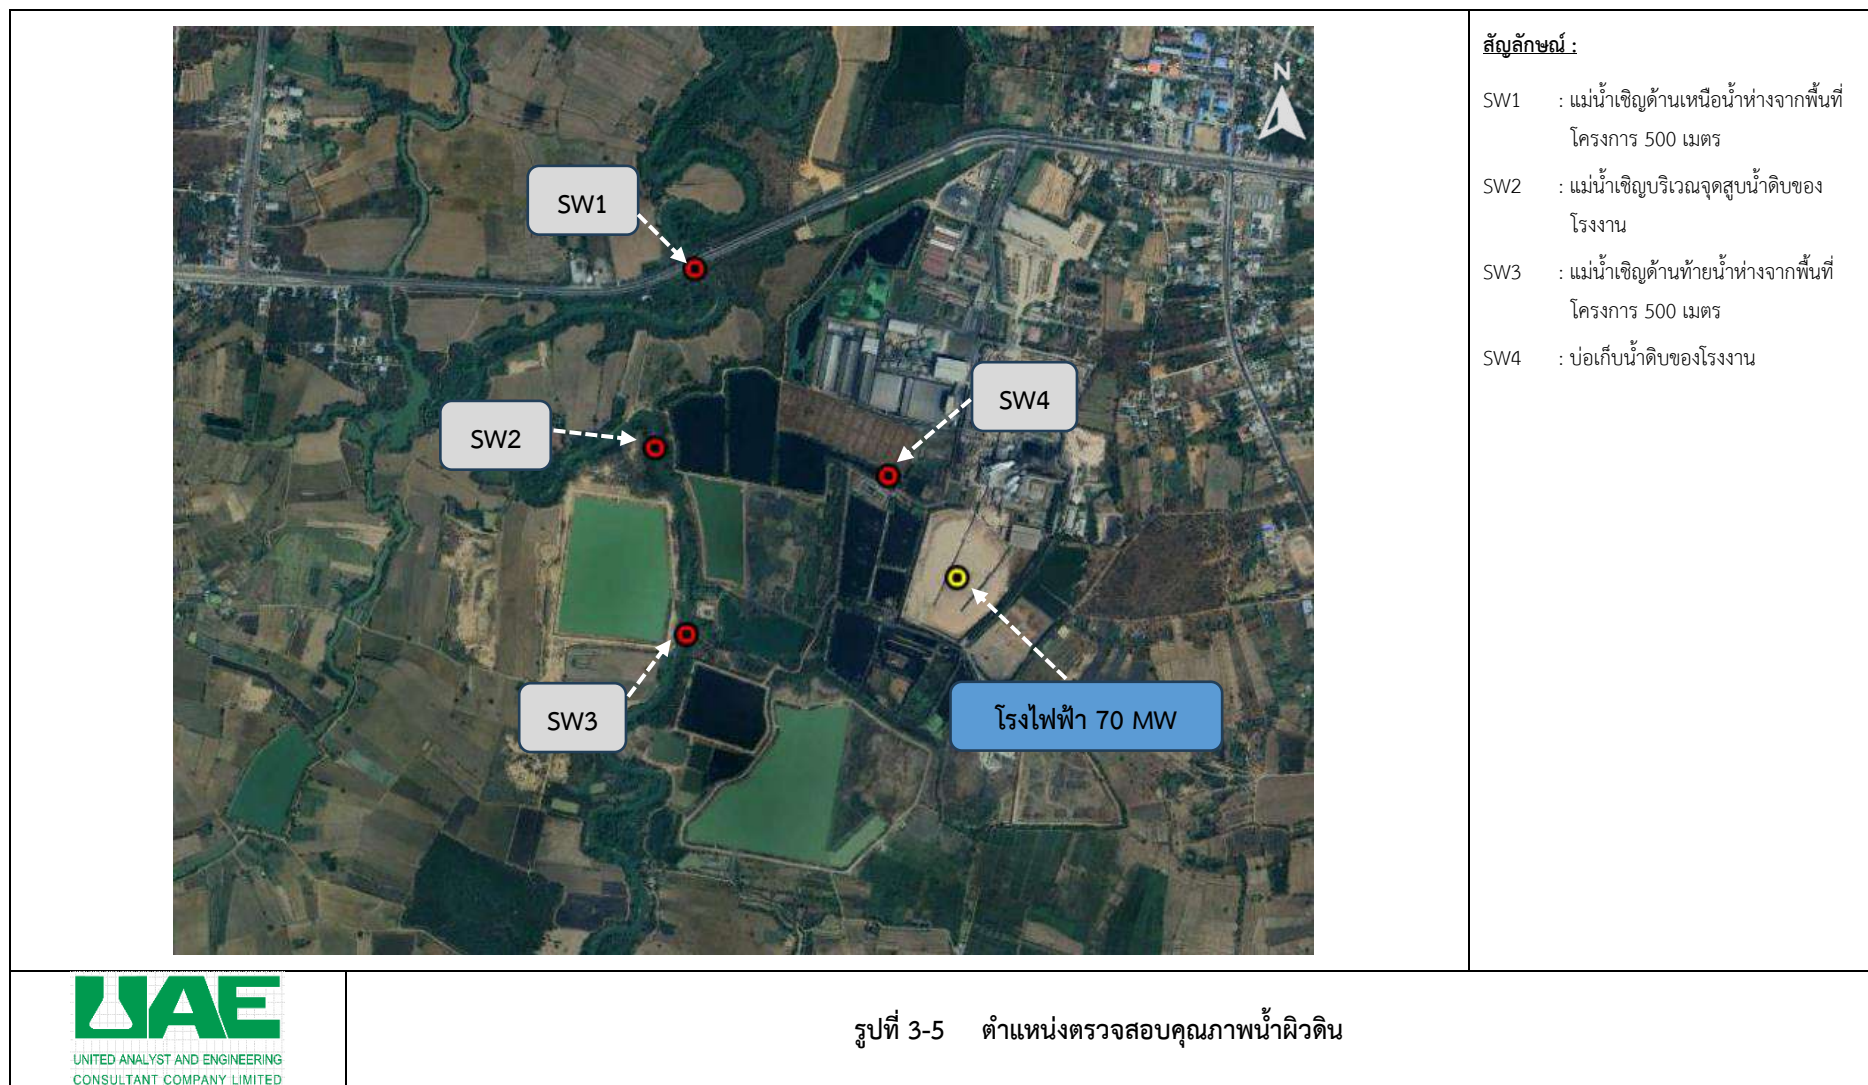 N
SW1
SW2
SW4
SW3
โรงไฟฟ้า 70 MW
สัญลักษณ์ :
SW1 : แม่น้ำเชิญด้านเหนือน้ำห่างจากพื้นที่
โครงการ 500 เมตร
SW2 : แม่น้ำเชิญบริเวณจุดสูบน้ำดิบของ
โรงงาน
SW3 : แม่น้ำเชิญด้านท้ายน้ำห่างจากพื้นที่
โครงการ 500 เมตร
SW4 : บ่อเก็บน้ำดิบของโรงงาน
UAE
UNITED ANALYST AND ENGINEERING
CONSULTANT COMPANY LIMITED
รูปที่ 3-5 ตำแหน่งตรวจสอบคุณภาพน้ำผิวดิน